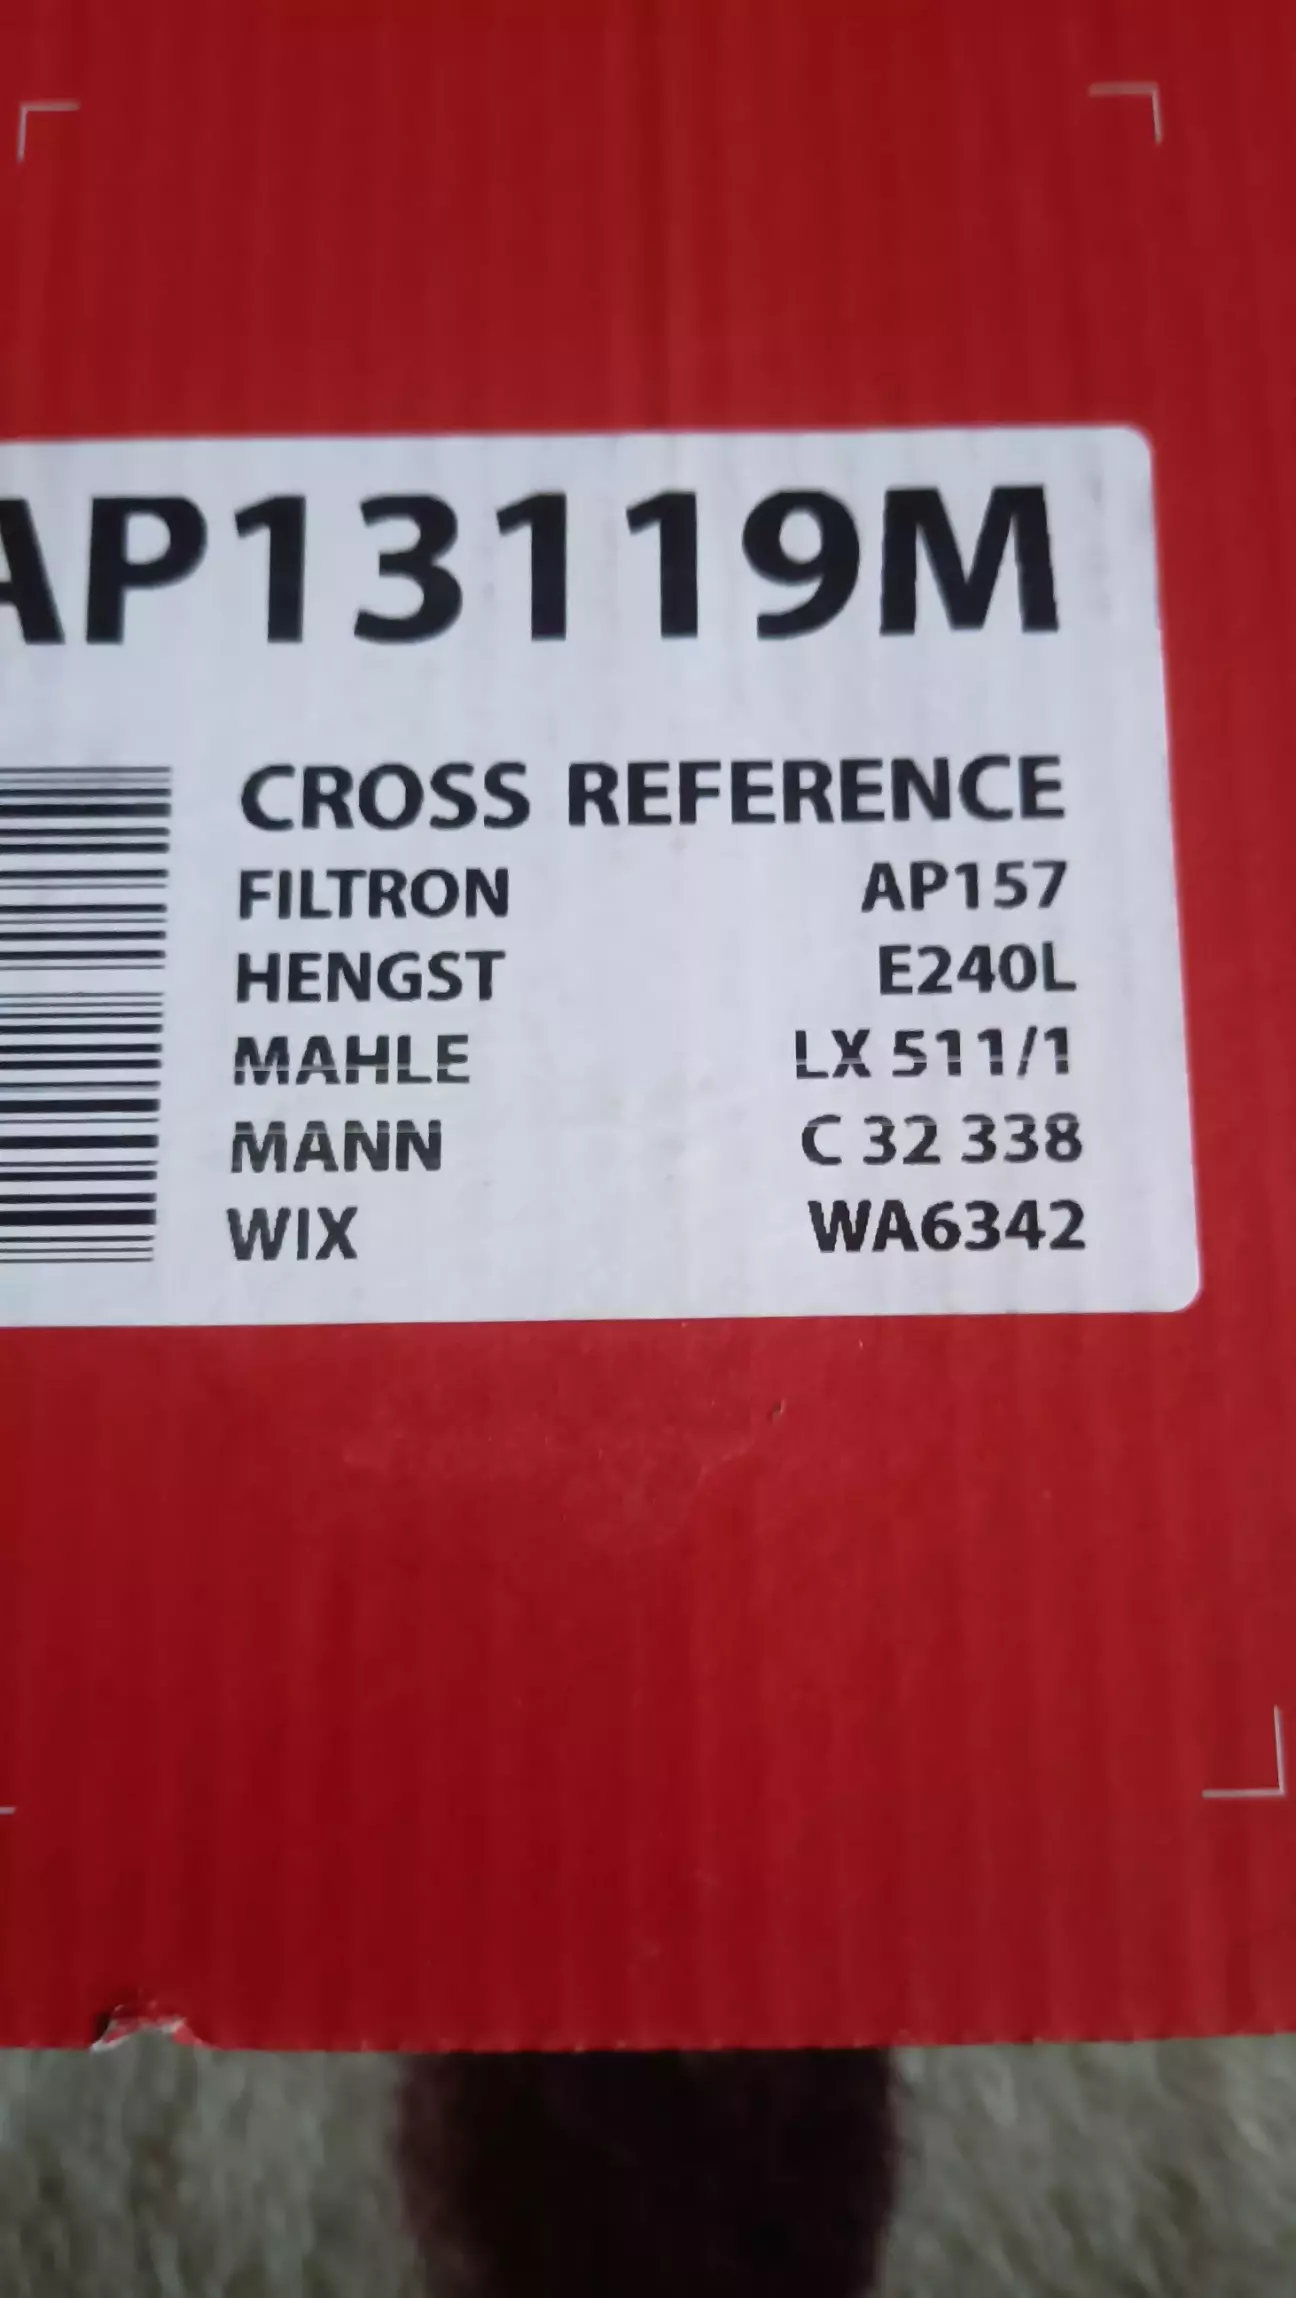 AP13119M
CROSS REFERENCE
FILTRON AP157
HENGST E240L
MAHLE LX 511/1
MANN C 32 338
WIX WA6342